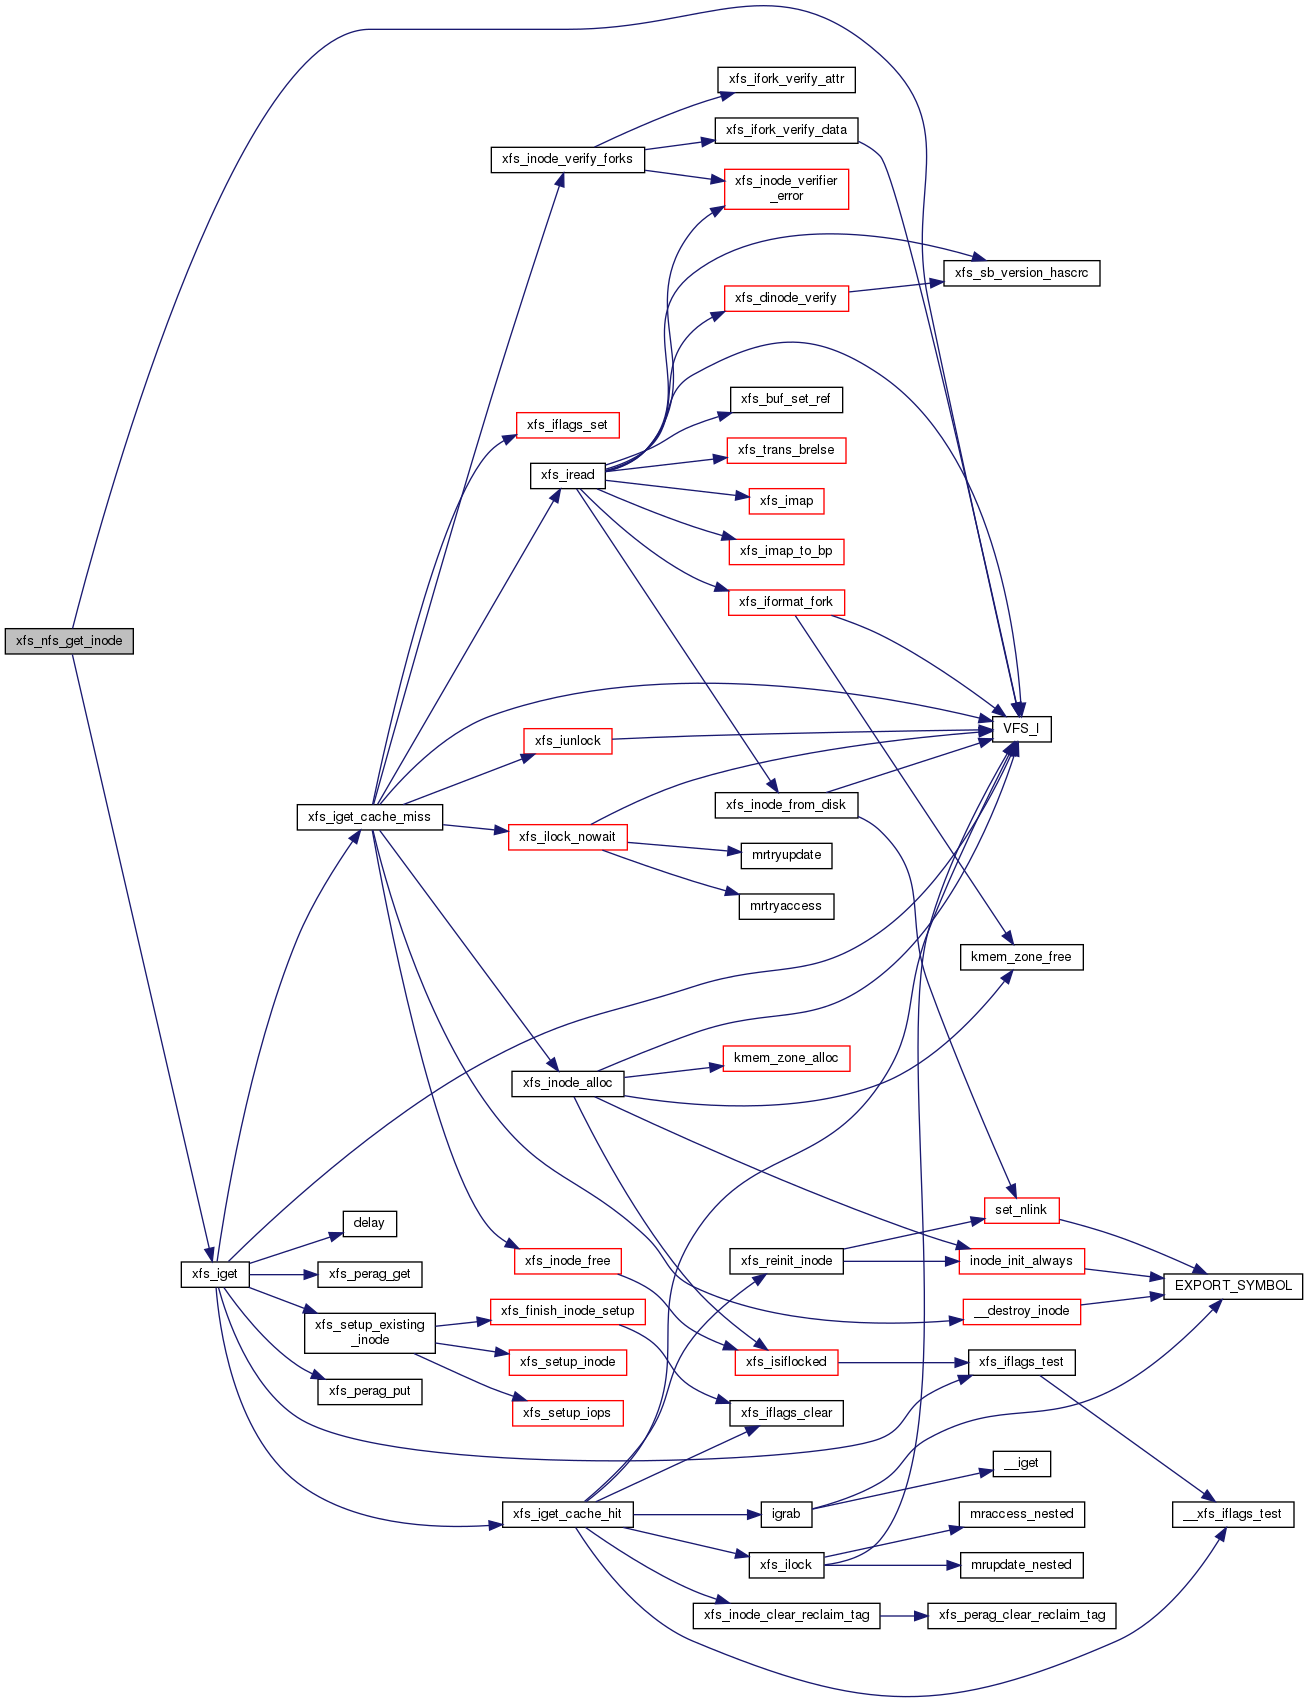 xfs_ifork_verify_attr
xfs_ifork_verify_data
xfs_inode_verify_forks
xfs_inode_verifier
_error
xfs_sb_version_hascrc
xfs_dinode_verify
xfs_buf_set_ref
xfs_iflags_set
xfs_trans_brelse
xfs_iread
xfs_imap
xfs_imap_to_bp
xfs_iformat_fork
xfs_nfs_get_inode
VFS_I
xfs_iunlock
xfs_inode_from_disk
xfs_iget_cache_miss
xfs_ilock_nowait
mrtryupdate
mrtryaccess
kmem_zone_free
kmem_zone_alloc
xfs_inode_alloc
set_nlink
delay
xfs_inode_free
xfs_reinit_inode
inode_init_always
xfs_iget
xfs_perag_get
EXPORT_SYMBOL
xfs_finish_inode_setup
__destroy_inode
xfs_setup_existing
_inode
xfs_setup_inode
xfs_isiflocked
xfs_iflags_test
xfs_perag_put
xfs_setup_iops
xfs_iflags_clear
__iget
xfs_iget_cache_hit
igrab
mraccess_nested
__xfs_iflags_test
xfs_ilock
mrupdate_nested
xfs_inode_clear_reclaim_tag
xfs_perag_clear_reclaim_tag